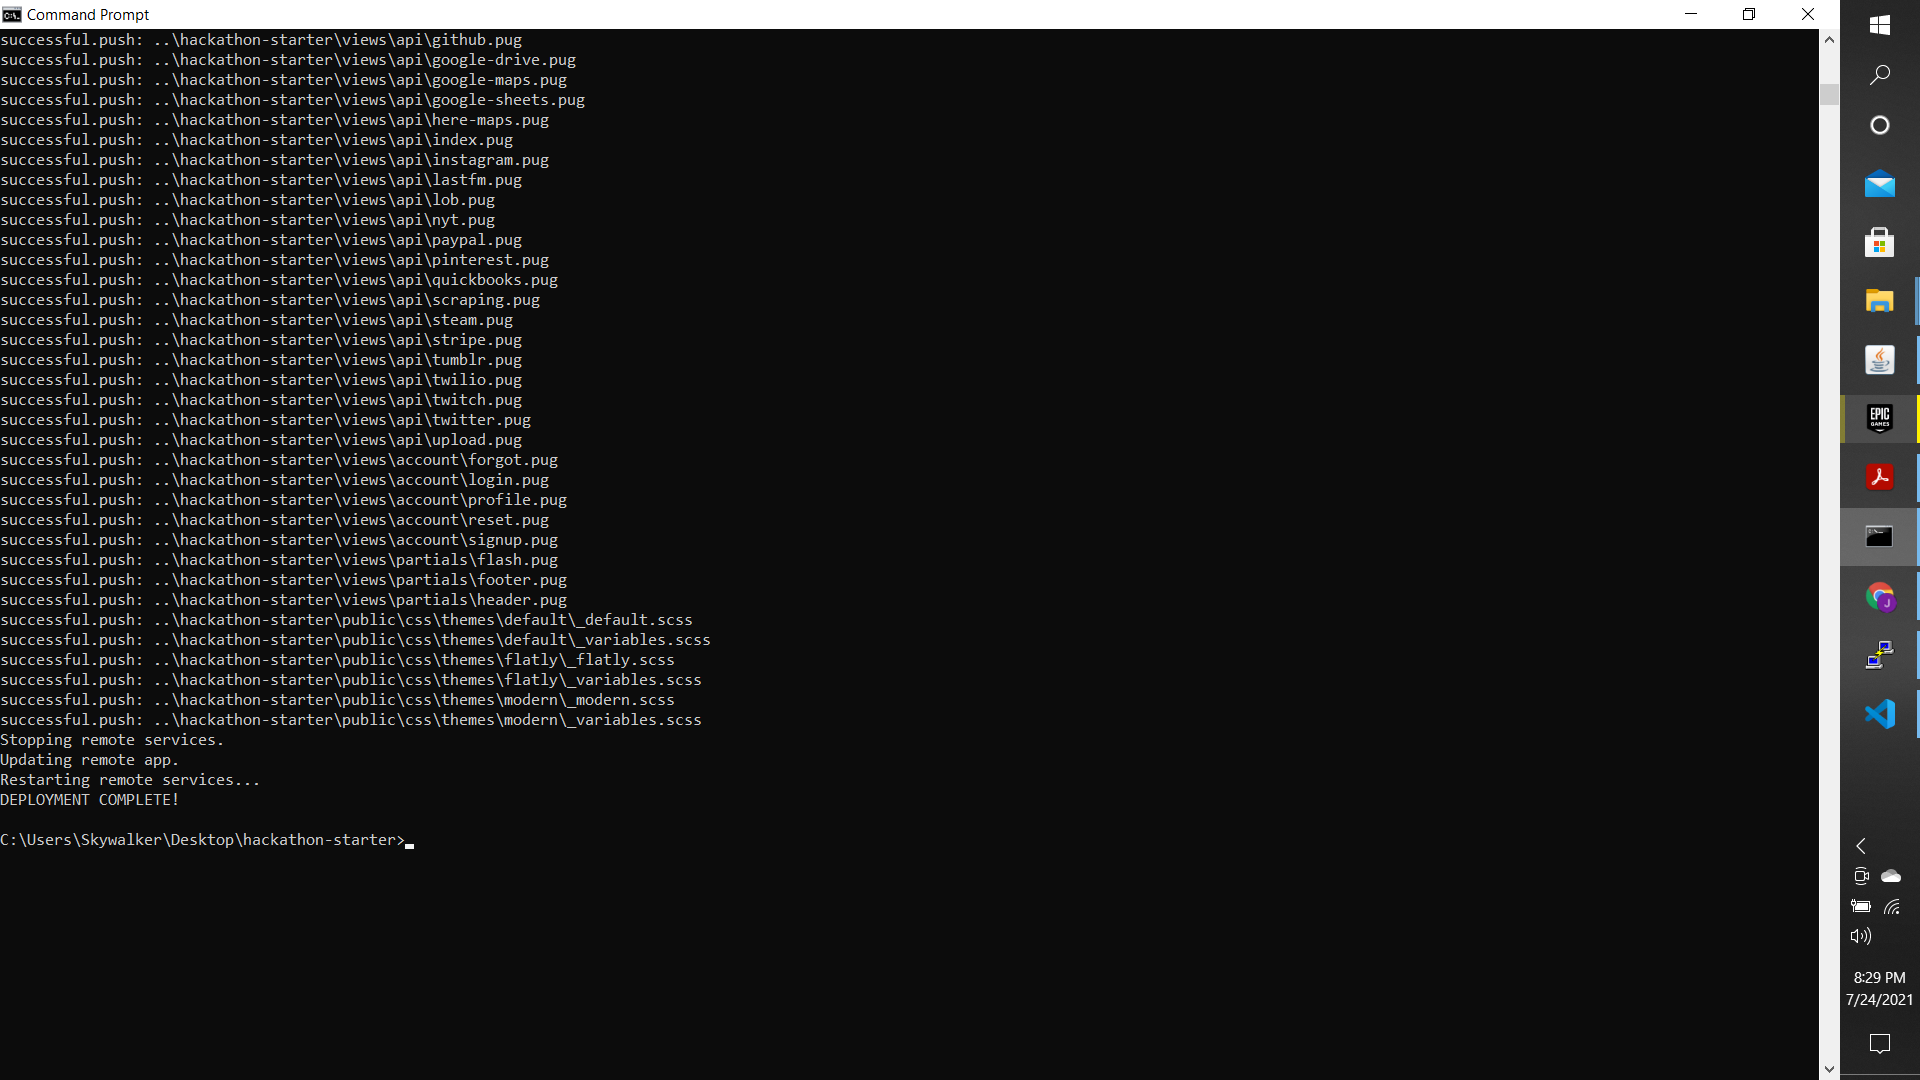 Command Prompt
successful.push: ..\hackathon-starter\views\api\github.pug
successful.push: ..\hackathon-starter\views\api\google-drive.pug
successful.push: ..\hackathon-starter\views\api\google-maps.pug
successful.push: ..\hackathon-starter\views\api\google-sheets.pug
successful.push: ..\hackathon-starter\views\api\here-maps.pug
successful.push: ..\hackathon-starter\views\api\index.pug
successful.push: ..\hackathon-starter\views\api\instagram.pug
successful.push: ..\hackathon-starter\views\api\lastfm.pug
successful.push: ..\hackathon-starter\views\api\lob.pug
successful.push: ..\hackathon-starter\views\api\nyt.pug
successful.push: ..\hackathon-starter\views\api\paypal.pug
successful.push: ..\hackathon-starter\views\api\pinterest.pug
successful.push: ..\hackathon-starter\views\api\quickbooks.pug
successful.push: ..\hackathon-starter\views\api\scraping.pug
successful.push: ..\hackathon-starter\views\api\steam.pug
successful.push: ..\hackathon-starter\views\api\stripe.pug
successful.push: ..\hackathon-starter\views\api\tumblr.pug
successful.push: ..\hackathon-starter\views\api\twilio.pug
successful.push: ..\hackathon-starter\views\api\twitch.pug
successful.push: ..\hackathon-starter\views\api\twitter.pug
successful.push: ..\hackathon-starter\views\api\upload.pug
successful.push: ..\hackathon-starter\views\account\forgot.pug
successful.push: ..\hackathon-starter\views\account\login.pug
successful.push: ..\hackathon-starter\views\account\profile.pug
successful.push: ..\hackathon-starter\views\account\reset.pug
successful.push: ..\hackathon-starter\views\account\signup.pug
successful.push: ..\hackathon-starter\views\partials\flash.pug
successful.push: ..\hackathon-starter\views\partials\footer.pug
successful.push: ..\hackathon-starter\views\partials\header.pug
successful.push: ..\hackathon-starter\public\css\themes\default\_default.scss
successful.push: ..\hackathon-starter\public\css\themes\default\_variables.scss
successful.push: ..\hackathon-starter\public\css\themes\flatly\_flatly.scss
successful.push: ..\hackathon-starter\public\css\themes\flatly\_variables.scss
successful.push: ..\hackathon-starter\public\css\themes\modern\_modern.scss
successful.push: ..\hackathon-starter\public\css\themes\modern\_variables.scss
Stopping remote services.
Updating remote app.
Restarting remote services...
DEPLOYMENT COMPLETE!
C:\Users\Skywalker\Desktop\hackathon-starter>
EPIC
GAMES
J
8:29 PM
7/24/2021